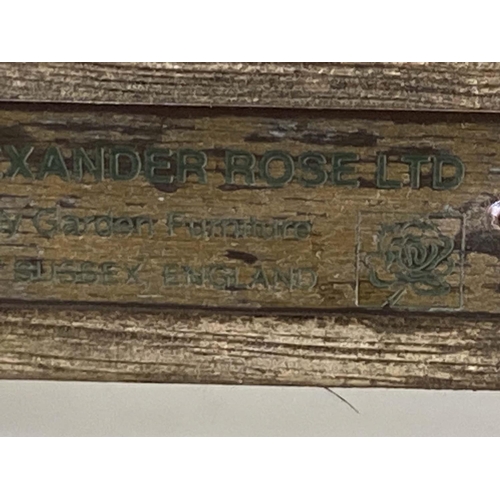 XANDER ROSE LTD
y Garden Furniture
SUSSEX, ENGLAND